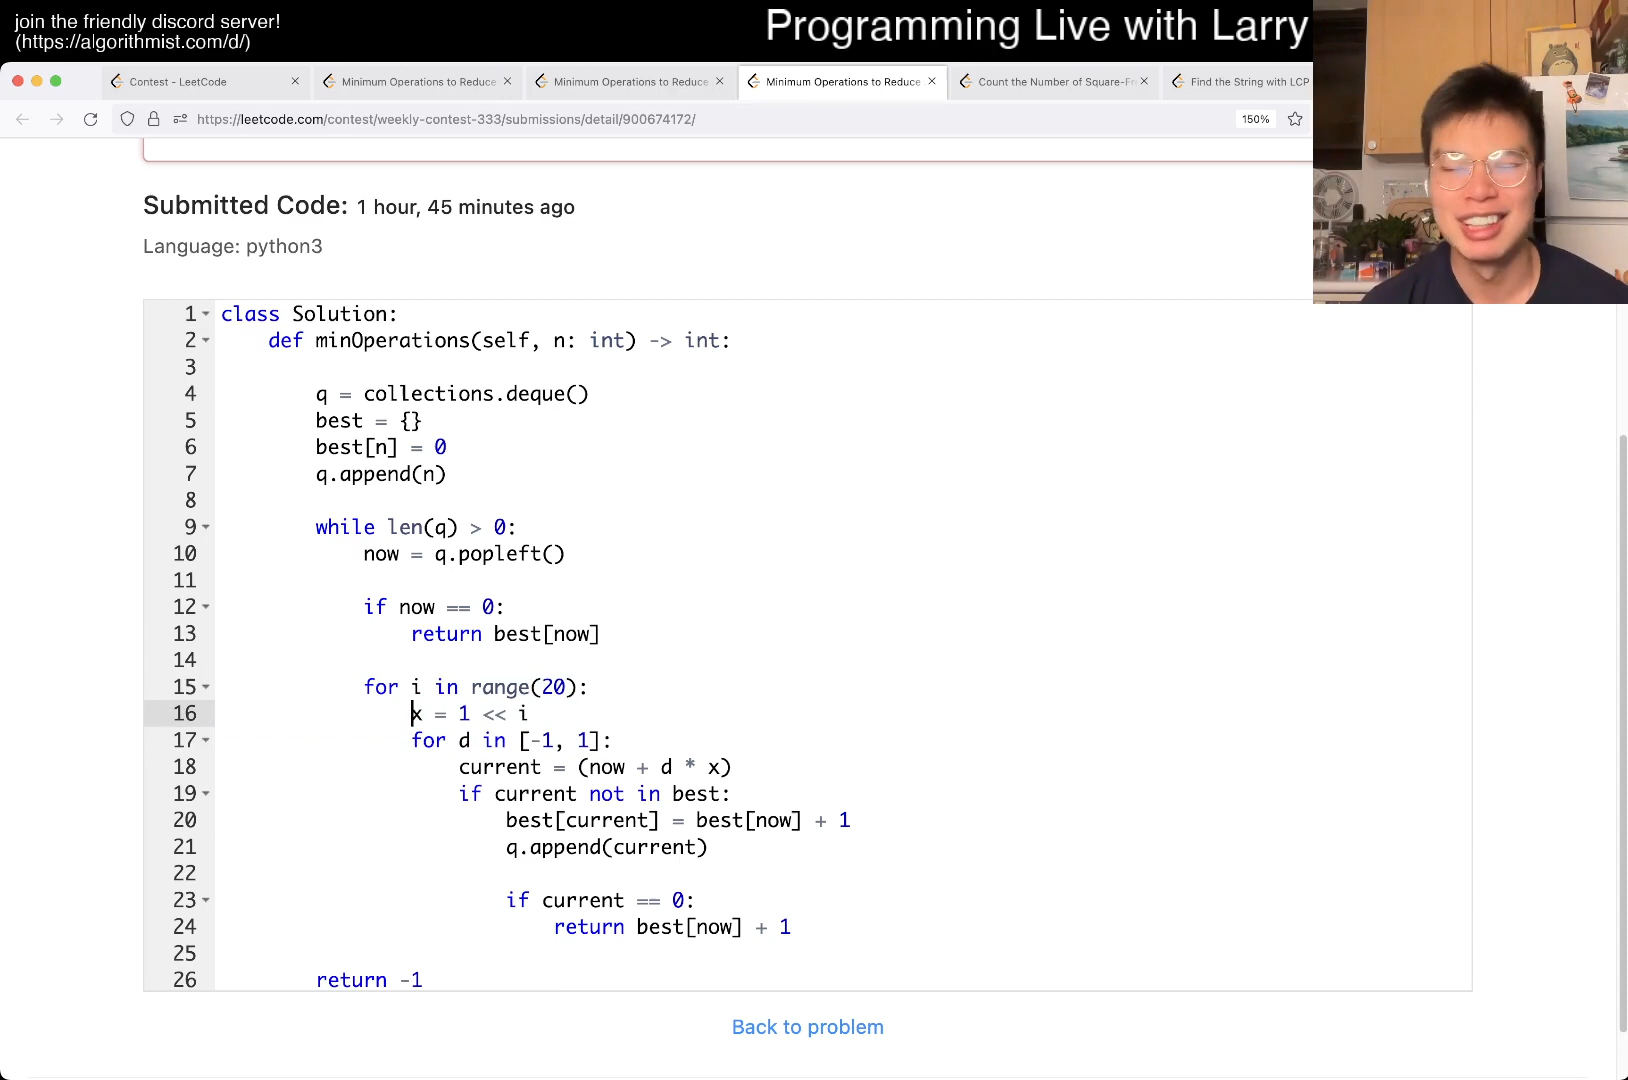 join the friendly discord server!
(https://algorithmist.com/d/)
Programming Live with Larry
Contest - LeetCode
Minimum Operations to Reduce
Minimum Operations to Reduce
Minimum Operations to Reduce
Count the Number of Square-Fr
Find the String with LCP
https://leetcode.com/contest/weekly-contest-333/submissions/detail/900674172/
150%
Submitted Code: 1 hour, 45 minutes ago
Language: python3
1 class Solution:
2 def minOperations(self, n: int) -> int:
3
4 q = collections.deque()
5 best = {}
6 best[n] = 0
7 q.append(n)
8
9 while len(q) > 0:
10 now = q.popleft()
11
12 if now == 0:
13 return best[now]
14
15 for i in range(20):
16 x = 1 << i
17 for d in [-1, 1]:
18 current = (now + d * x)
19 if current not in best:
20 best[current] = best[now] + 1
21 q.append(current)
22
23 if current == 0:
24 return best[now] + 1
25
26 return -1
Back to problem